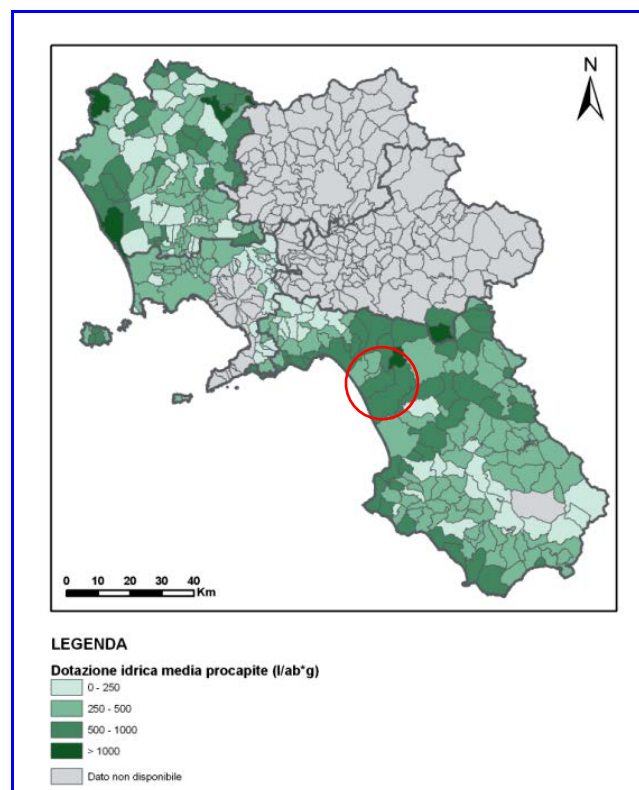 N
0 10 20 30 40
Km
LEGENDA
Dotazione idrica media procapite (l/ab*g)
0 - 250
250 - 500
500 - 1000
> 1000
Dato non disponibile